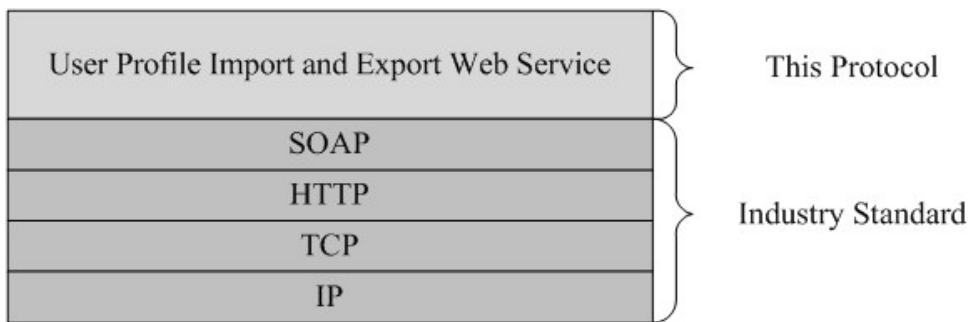 User Profile Import and Export Web Service
This Protocol
SOAP
HTTP
TCP
IP
Industry Standard